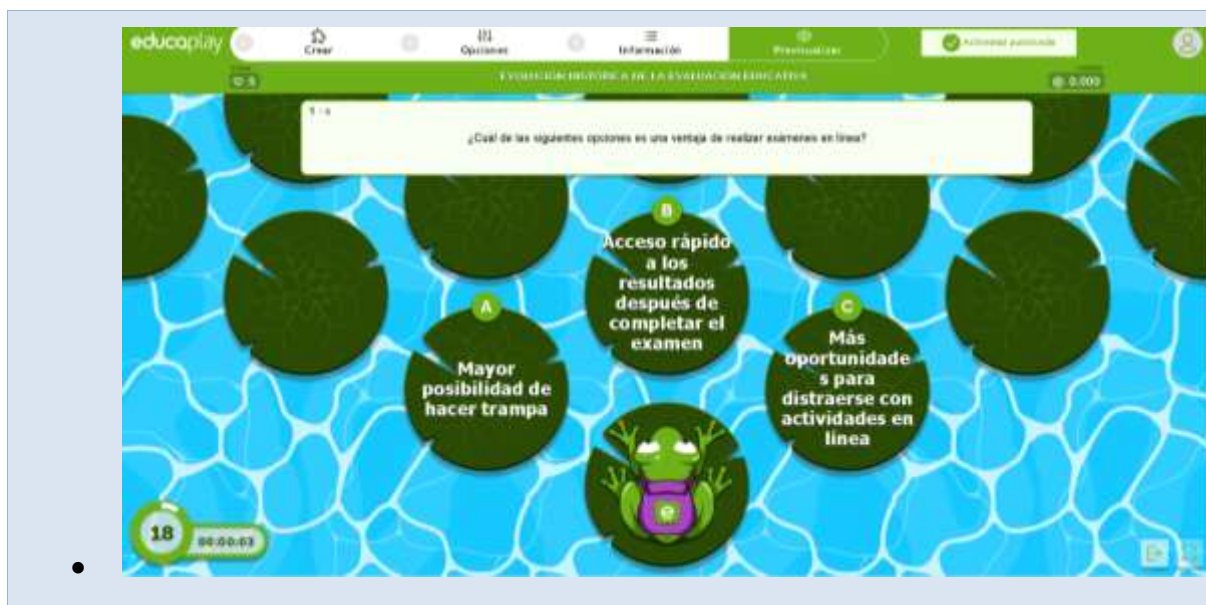 educaplay
Crear
Opciones
Información
Previsualizar
Actividad publicada
EVOLUCIÓN HISTÓRICA DE LA EVALUACIÓN EDUCATIVA
0.000
¿Cuál de las siguientes opciones es una ventaja de realizar exámenes en línea?
A
Mayor
posibilidad de
hacer trampa
B
Acceso rápido
a los
resultados
después de
completar el
examen
C
Más
oportunidade
s para
distraerse con
actividades en
línea
e
18
00:00:03